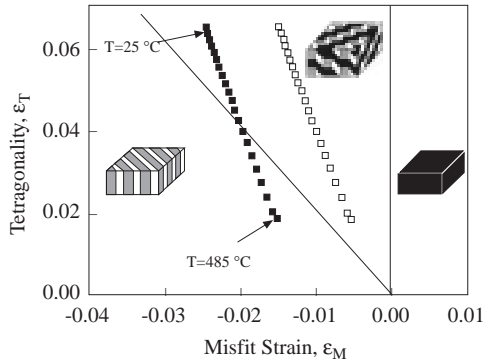 0.06
T=25 °C
0.04
Tetragonality, ε_T
0.02
T=485 °C
0.00
-0.04 -0.03 -0.02 -0.01 0.00 0.01
Misfit Strain, ε_M